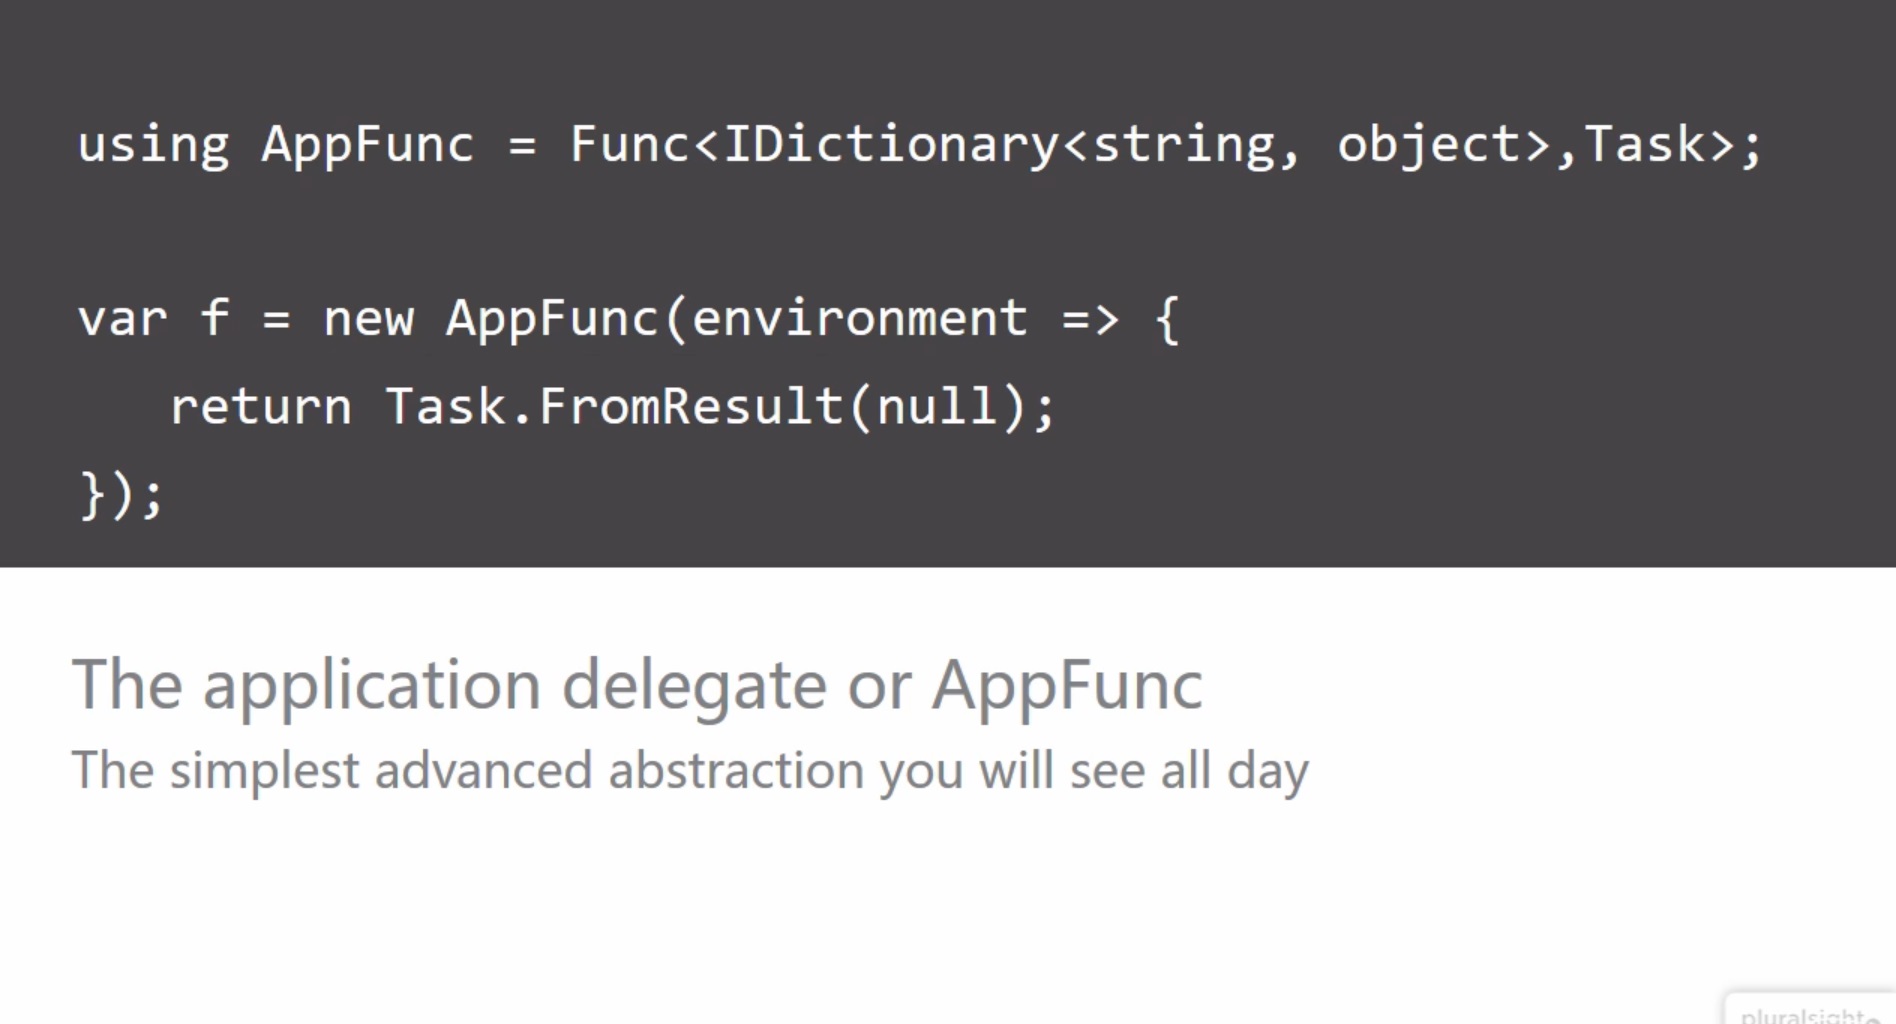 using AppFunc = Func<IDictionary<string, object>,Task>;
var f = new AppFunc(environment => {
return Task.FromResult(null);
});
The application delegate or AppFunc
The simplest advanced abstraction you will see all day
pluralsight